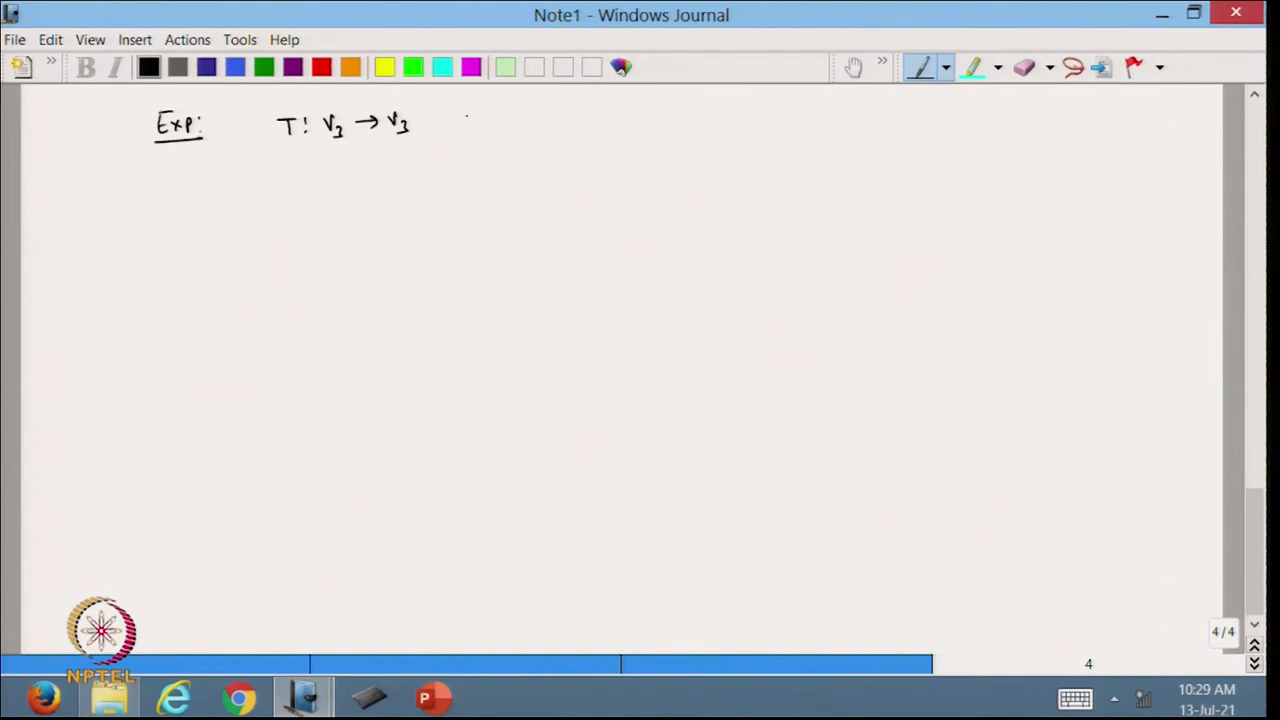 Note1 - Windows Journal
File Edit View Insert Actions Tools Help
B I
Exp: T: V₃ → V₃
4 / 4
4
NPTEL
10:29 AM
13-Jul-21